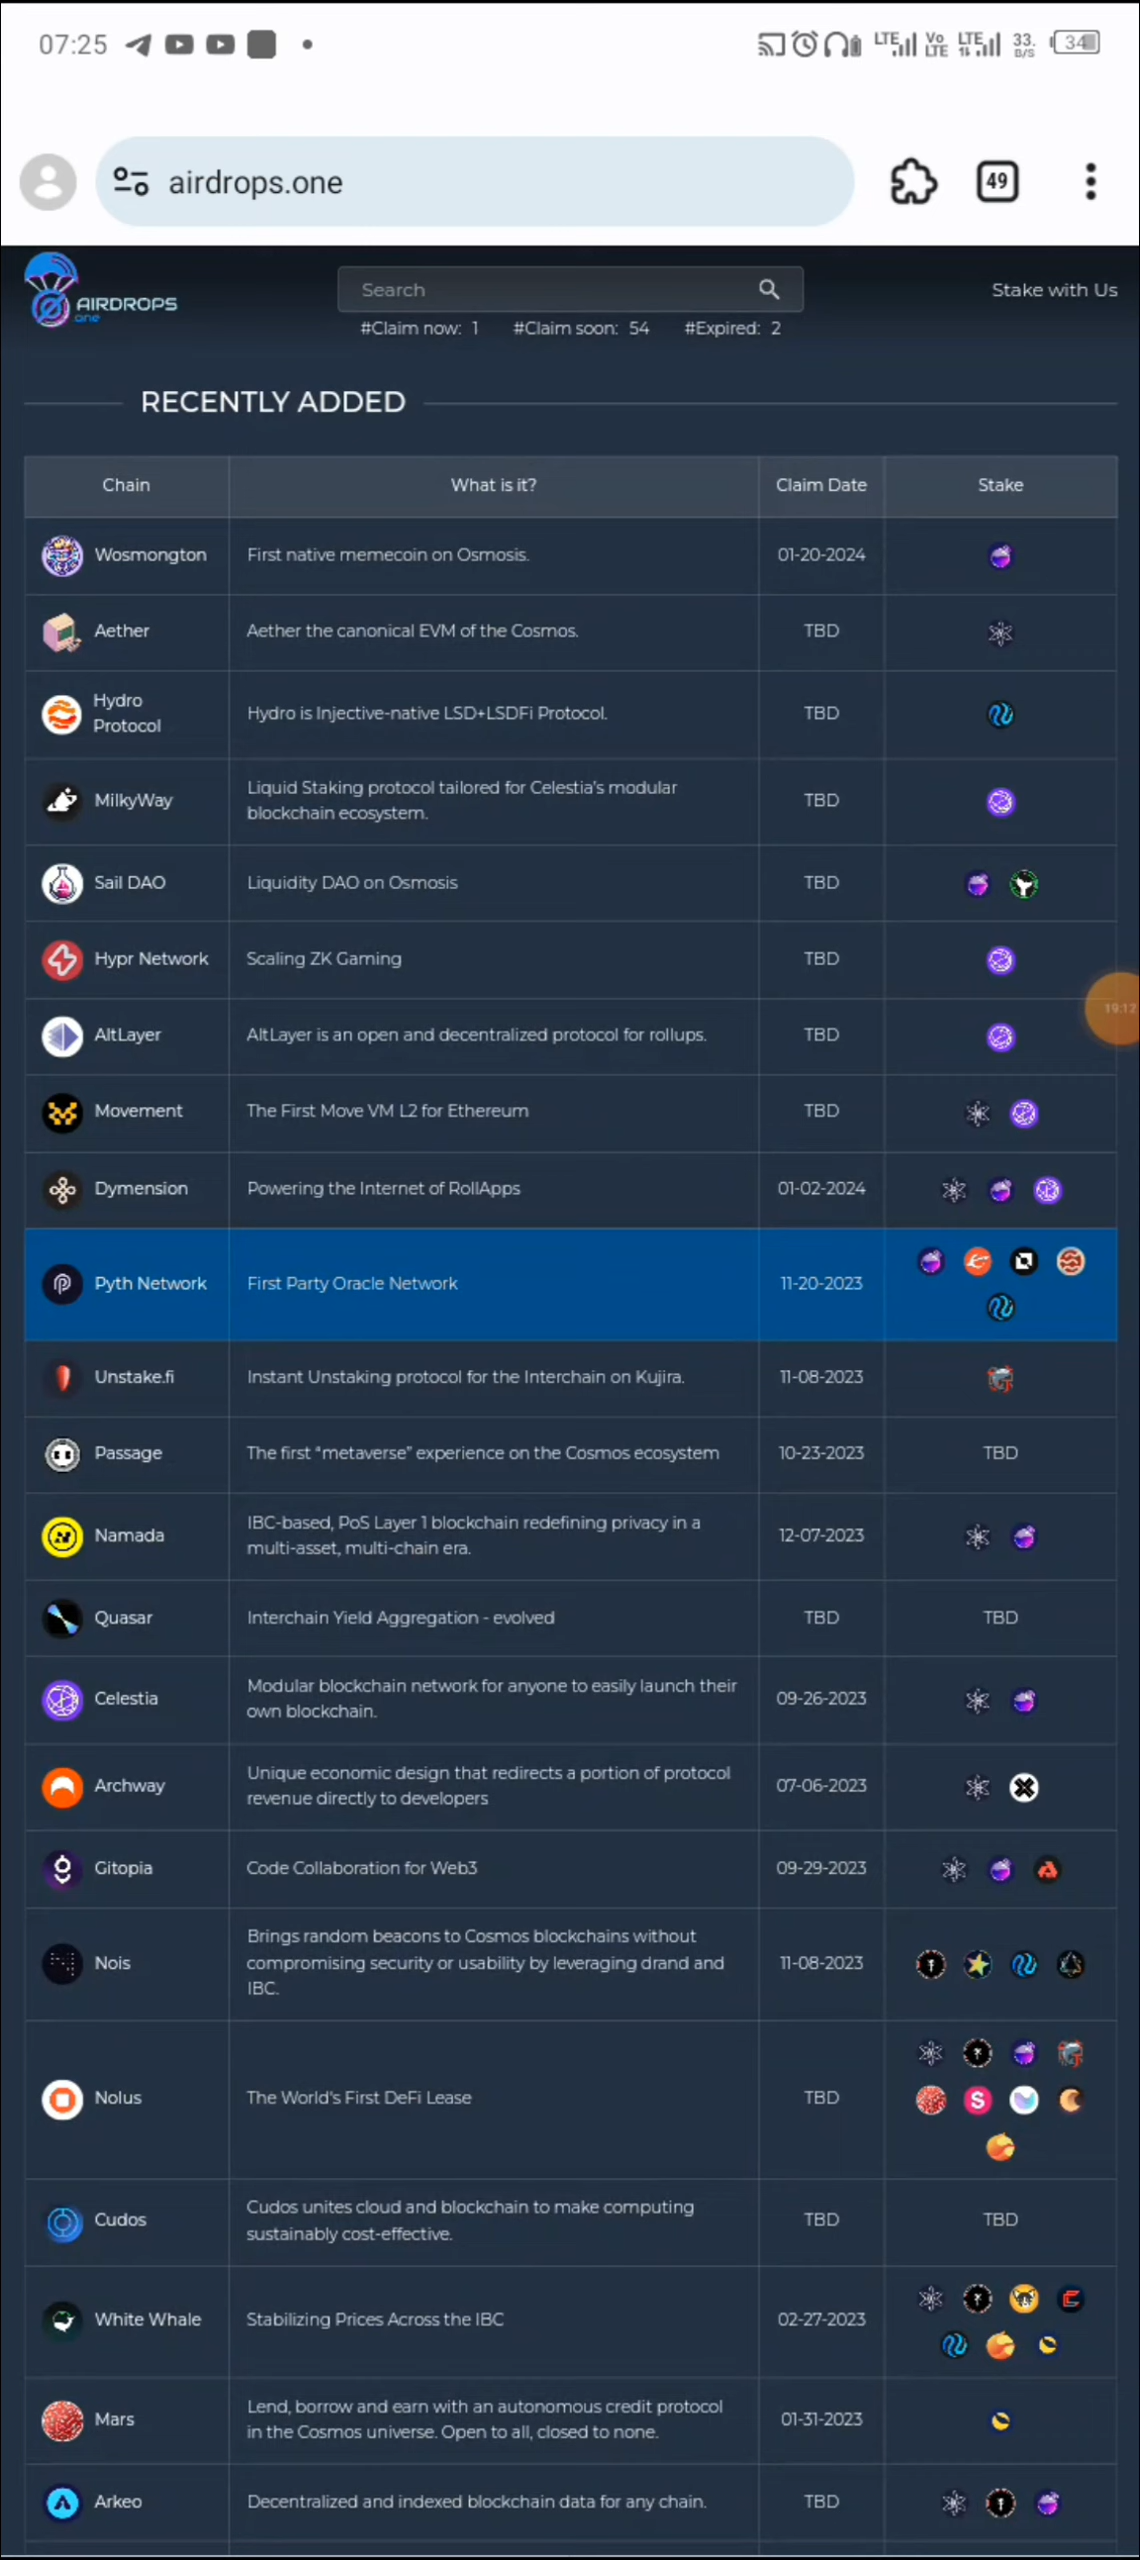 07:25
LTE
Vo
LTE
LTE
33.
B/S
34
airdrops.one
49
AIRDROPS
one
Search
Stake with Us
#Claim now: 1 #Claim soon: 54 #Expired: 2
RECENTLY ADDED
Chain What is it? Claim Date Stake
Wosmongton First native memecoin on Osmosis. 01-20-2024
Aether Aether the canonical EVM of the Cosmos. TBD
Hydro
Protocol
Hydro is Injective-native LSD+LSDFi Protocol. TBD
MilkyWay
Liquid Staking protocol tailored for Celestia's modular
blockchain ecosystem.
TBD
Sail DAO Liquidity DAO on Osmosis TBD
Hypr Network Scaling ZK Gaming TBD
19:12
AltLayer AltLayer is an open and decentralized protocol for rollups. TBD
Movement The First Move VM L2 for Ethereum TBD
Dymension Powering the Internet of RollApps 01-02-2024
Pyth Network First Party Oracle Network 11-20-2023
Unstake.fi Instant Unstaking protocol for the Interchain on Kujira. 11-08-2023
Passage The first “metaverse” experience on the Cosmos ecosystem 10-23-2023 TBD
Namada
IBC-based, PoS Layer 1 blockchain redefining privacy in a
multi-asset, multi-chain era.
12-07-2023
Quasar Interchain Yield Aggregation - evolved TBD TBD
Celestia
Modular blockchain network for anyone to easily launch their
own blockchain.
09-26-2023
Archway
Unique economic design that redirects a portion of protocol
revenue directly to developers
07-06-2023
Gitopia Code Collaboration for Web3 09-29-2023
Nois
Brings random beacons to Cosmos blockchains without
compromising security or usability by leveraging drand and
IBC.
11-08-2023
Nolus The World's First DeFi Lease TBD
Cudos
Cudos unites cloud and blockchain to make computing
sustainably cost-effective.
TBD TBD
White Whale Stabilizing Prices Across the IBC 02-27-2023
Mars
Lend, borrow and earn with an autonomous credit protocol
in the Cosmos universe. Open to all, closed to none.
01-31-2023
Arkeo Decentralized and indexed blockchain data for any chain. TBD